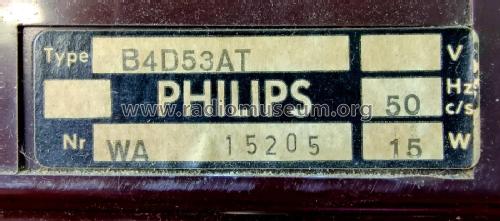 Type B4D53AT V
PHILIPS 50 Hz c/s
Nr WA 15205 15 W
www.radiomuseum.org